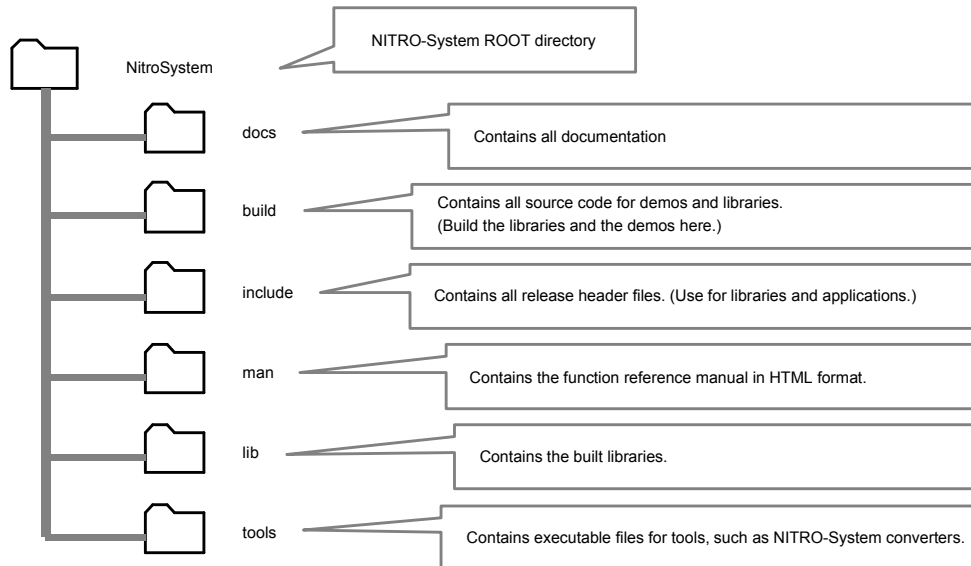 NITRO-System ROOT directory
NitroSystem
docs
Contains all documentation
build
Contains all source code for demos and libraries.
(Build the libraries and the demos here.)
include
Contains all release header files. (Use for libraries and applications.)
man
Contains the function reference manual in HTML format.
lib
Contains the built libraries.
tools
Contains executable files for tools, such as NITRO-System converters.